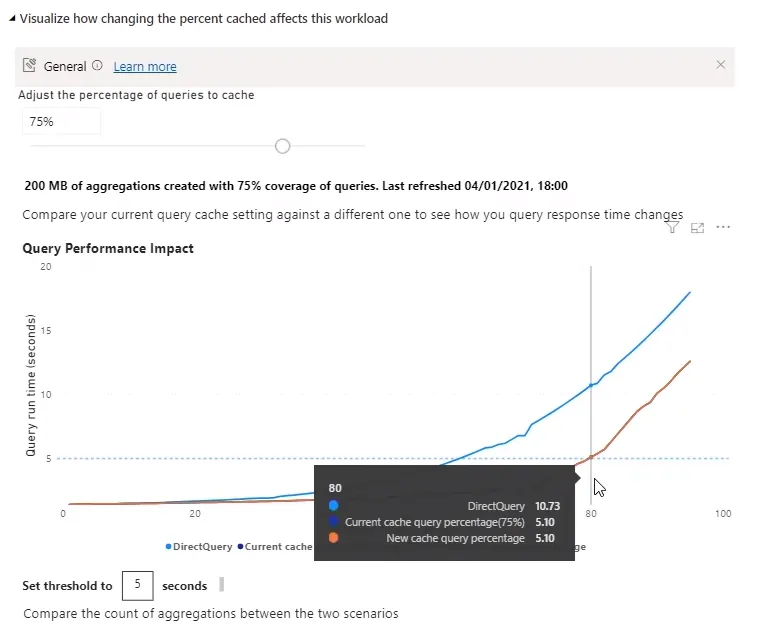 Visualize how changing the percent cached affects this workload
General Learn more
Adjust the percentage of queries to cache
75%
200 MB of aggregations created with 75% coverage of queries. Last refreshed 04/01/2021, 18:00
Compare your current query cache setting against a different one to see how you query response time changes
Query Performance Impact
20
15
10
5
Query run time (seconds)
80
DirectQuery 10.73
Current cache query percentage(75%) 5.10
New cache query percentage 5.10
0 20 80 100
DirectQuery Current cache ge
Set threshold to 5 seconds
Compare the count of aggregations between the two scenarios